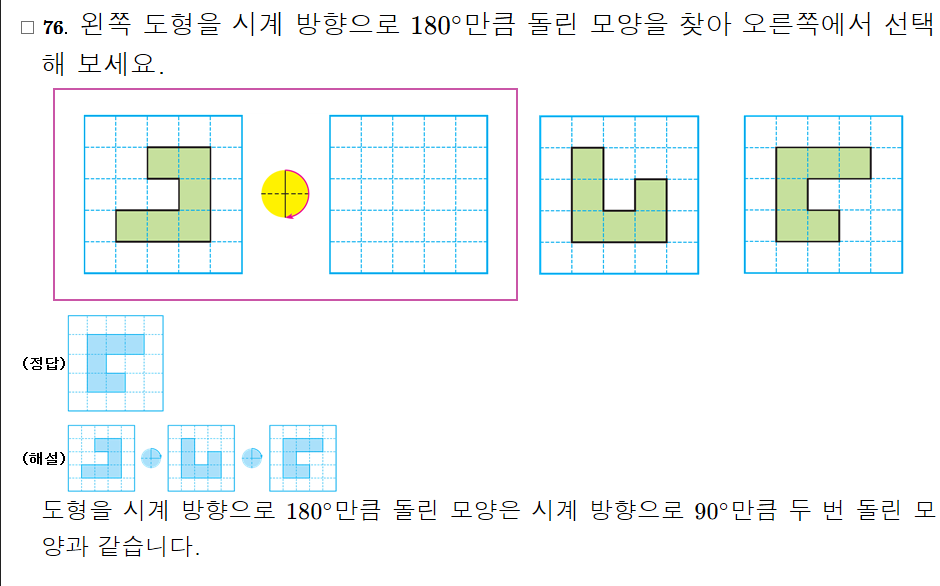 □ 76. 왼쪽 도형을 시계 방향으로 180°만큼 돌린 모양을 찾아 오른쪽에서 선택
해 보세요.
(정답)
(해설)
도형을 시계 방향으로 180°만큼 돌린 모양은 시계 방향으로 90°만큼 두 번 돌린 모
양과 같습니다.